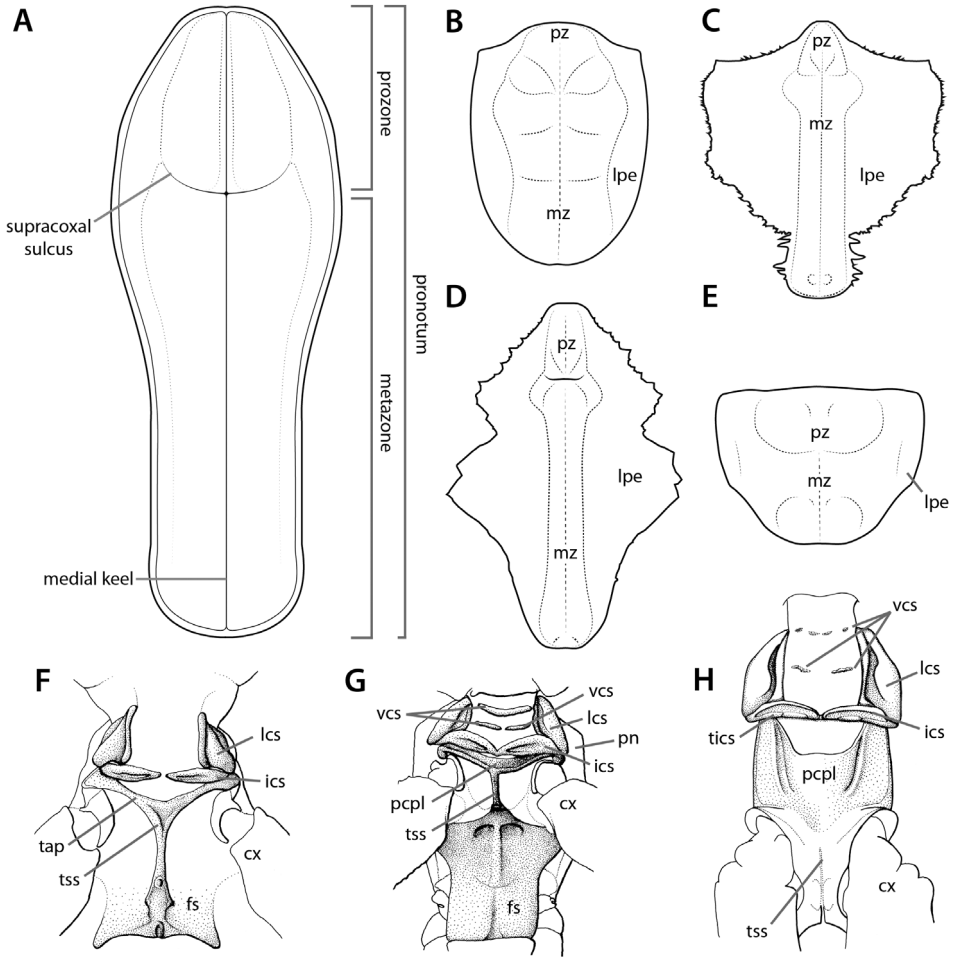 A
prozone
supracoxal
sulcus
pronotum
metazone
medial keel
B
pz
lpe
mz
C
pz
mz
lpe
D
pz
lpe
mz
E
pz
mz
lpe
F
lcs
ics
tap
tss
cx
fs
G
vcs
vcs
lcs
pn
ics
pcpl
tss
cx
fs
H
vcs
lcs
tics
ics
pcpl
cx
tss